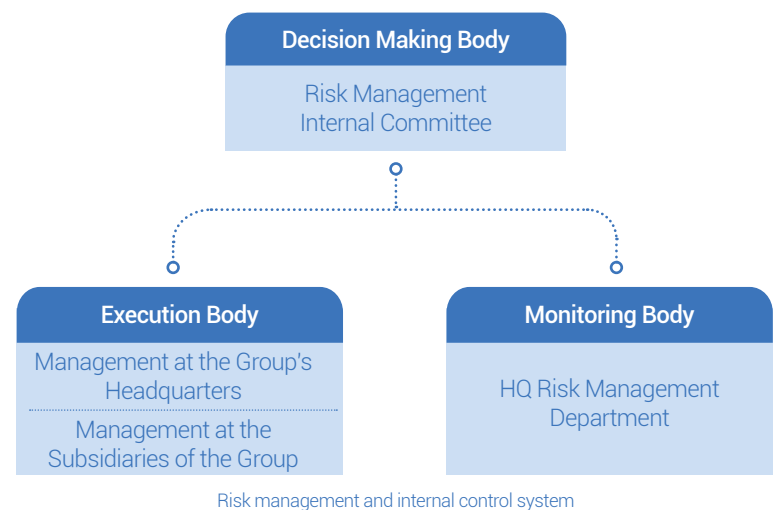 Decision Making Body
Risk Management
Internal Committee
Execution Body
Management at the Group's
Headquarters
Management at the
Subsidiaries of the Group
Monitoring Body
HQ Risk Management
Department
Risk management and internal control system